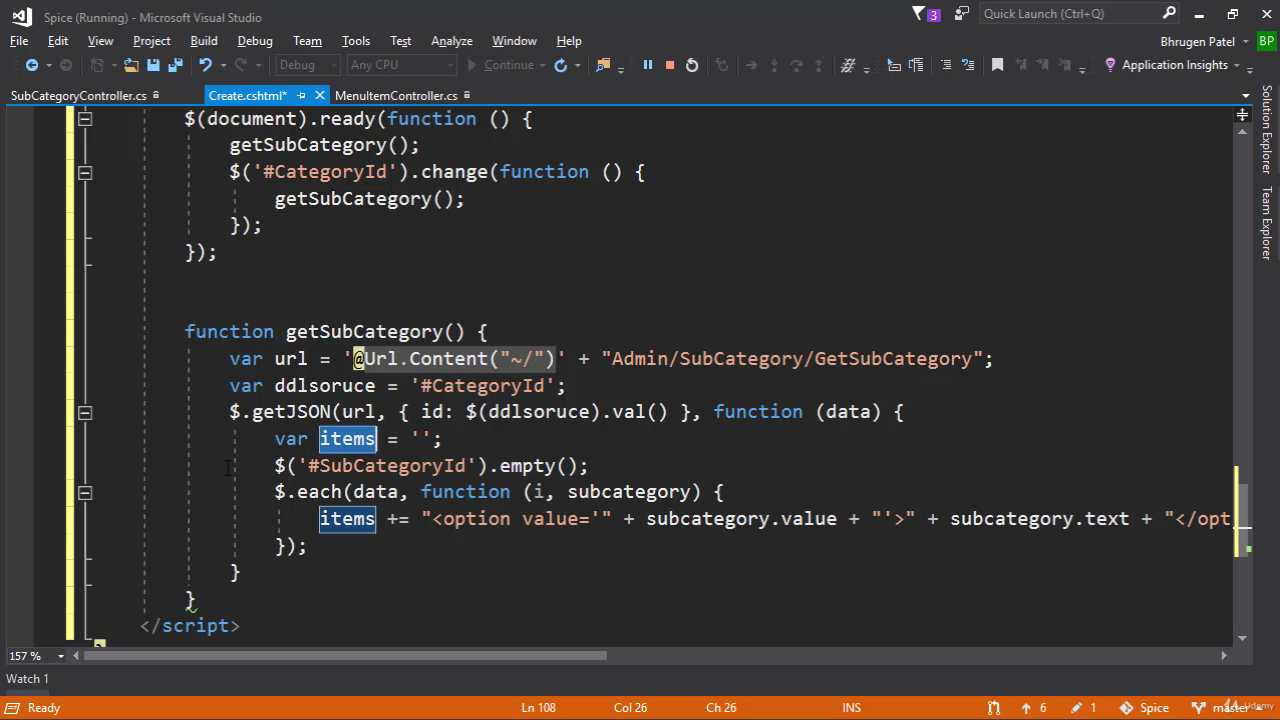 Spice (Running) - Microsoft Visual Studio
3
Quick Launch (Ctrl+Q)
File Edit View Project Build Debug Team Tools Test Analyze Window Help
Bhrugen Patel BP
Debug Any CPU Continue Application Insights
SubCategoryController.cs Create.cshtml* MenuItemController.cs
Solution Explorer
Team Explorer
$(document).ready(function () {
getSubCategory();
$('#CategoryId').change(function () {
getSubCategory();
});
});
function getSubCategory() {
var url = '@Url.Content("~/")' + "Admin/SubCategory/GetSubCategory";
var ddlsoruce = '#CategoryId';
$.getJSON(url, { id: $(ddlsoruce).val() }, function (data) {
var items = '';
$('#SubCategoryId').empty();
$.each(data, function (i, subcategory) {
items += "<option value='" + subcategory.value + "'>" + subcategory.text + "</opt
});
}
}
</script>
157 %
Watch 1
Ready Ln 108 Col 26 Ch 26 INS 6 1 Spice master
Udemy